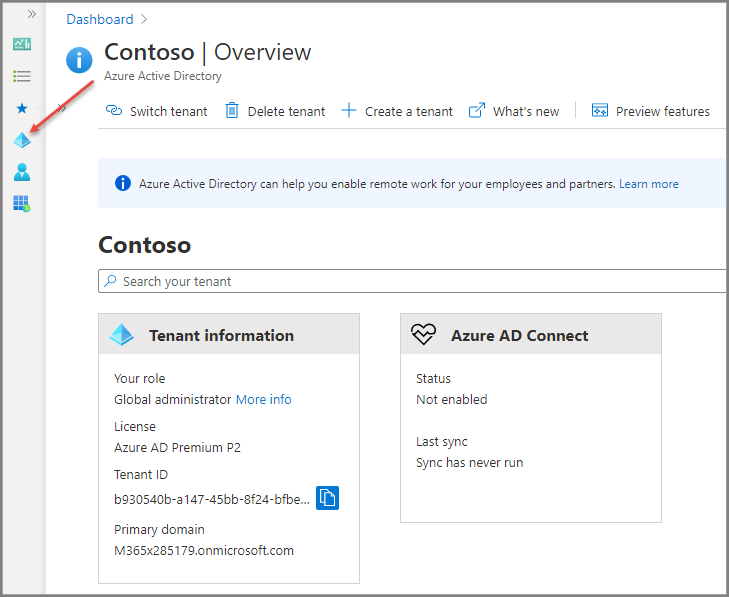 Dashboard
Contoso | Overview
Azure Active Directory
Switch tenant
Delete tenant
Create a tenant
What's new
Preview features
Azure Active Directory can help you enable remote work for your employees and partners. Learn more
Contoso
Search your tenant
Tenant information
Your role
Global administrator More info
License
Azure AD Premium P2
Tenant ID
b930540b-a147-45bb-8f24-bfbe...
Primary domain
M365x285179.onmicrosoft.com
Azure AD Connect
Status
Not enabled
Last sync
Sync has never run